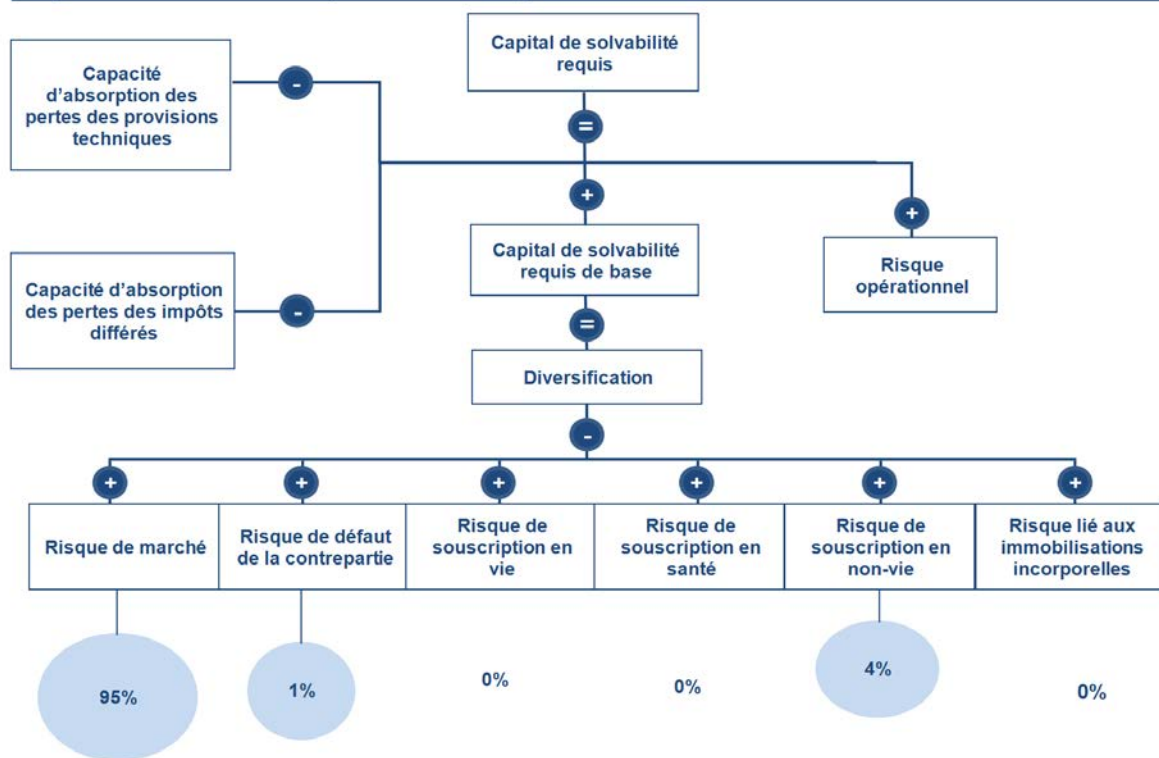 Capital de solvabilité
requis
Capacité
d'absorption des
pertes des provisions
techniques
-
=
+
+
Capital de solvabilité
requis de base
Risque
opérationnel
Capacité d'absorption
des pertes des impôts
différés
-
=
Diversification
-
+
+
+
+
+
+
Risque de marché
Risque de défaut
de la contrepartie
Risque de
souscription en
vie
Risque de
souscription en
santé
Risque de
souscription en
non-vie
Risque lié aux
immobilisations
incorporelles
95%
1%
0%
0%
4%
0%